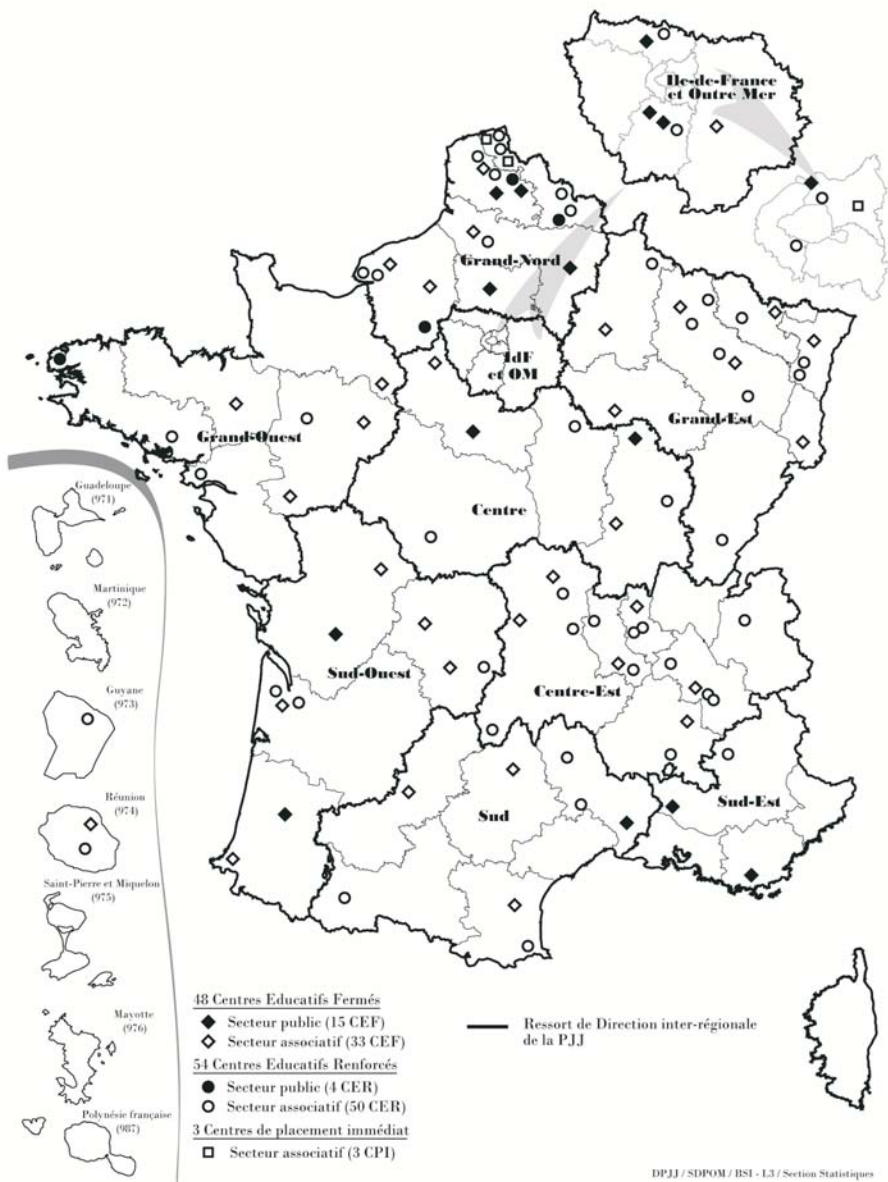 Ile-de-France
et Outre Mer
Grand-Nord
IdF
et OM
Grand-Ouest
Grand-Est
Centre
Guadeloupe
(971)
Martinique
(972)
Sud-Ouest
Centre-Est
Guyane
(973)
Sud-Est
Réunion
(974)
Sud
Saint-Pierre et Miquelon
(975)
Mayotte
(976)
Polynésie française
(987)
48 Centres Educatifs Fermés
Secteur public (15 CEF)
Secteur associatif (33 CEF)
54 Centres Educatifs Renforcés
Secteur public (4 CER)
Secteur associatif (50 CER)
3 Centres de placement immédiat
Secteur associatif (3 CPI)
Ressort de Direction inter-régionale
de la PJJ
DPJJ / SDPOM / BSI - L3 / Section Statistiques